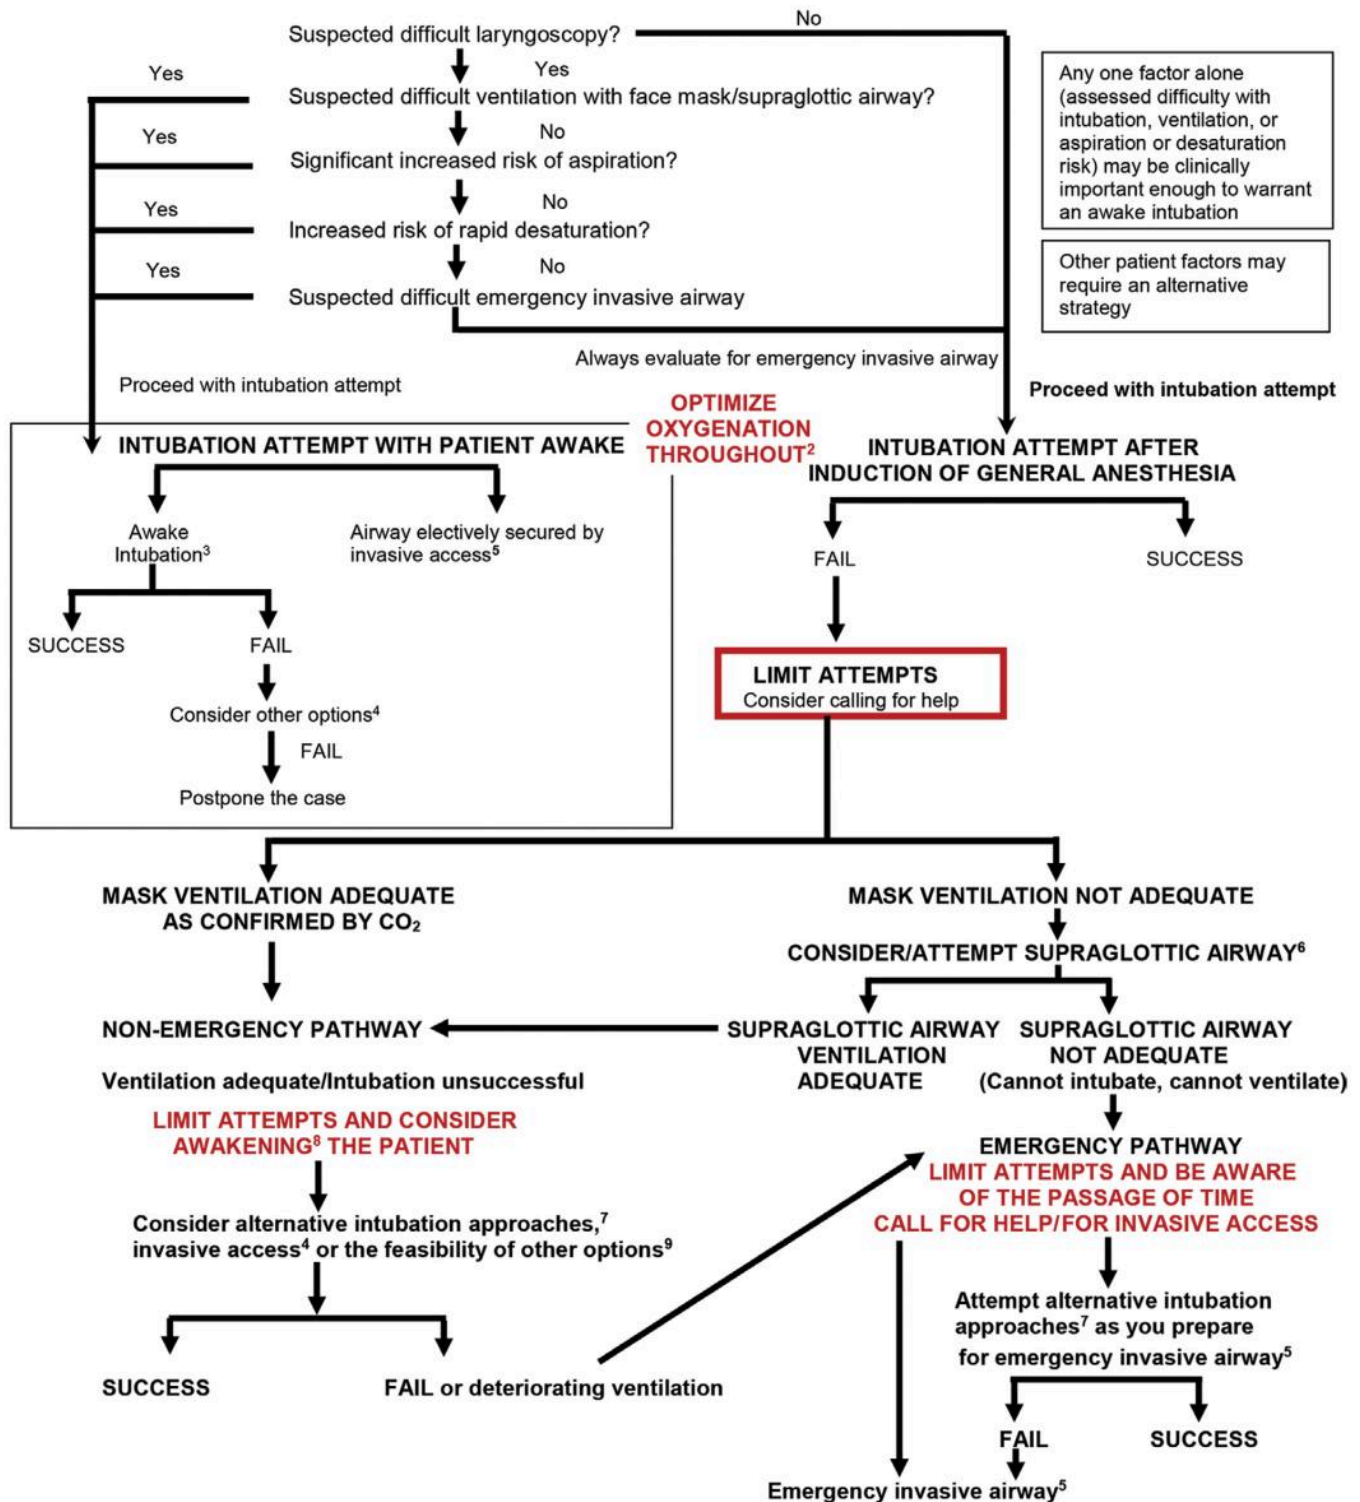 No
Suspected difficult laryngoscopy?
Yes
Yes
Suspected difficult ventilation with face mask/supraglottic airway?
Yes
No
Significant increased risk of aspiration?
Yes
No
Increased risk of rapid desaturation?
Yes
No
Suspected difficult emergency invasive airway
Any one factor alone
(assessed difficulty with
intubation, ventilation, or
aspiration or desaturation
risk) may be clinically
important enough to warrant
an awake intubation
Other patient factors may
require an alternative
strategy
Always evaluate for emergency invasive airway
Proceed with intubation attempt
Proceed with intubation attempt
OPTIMIZE
OXYGENATION
THROUGHOUT²
INTUBATION ATTEMPT WITH PATIENT AWAKE
Awake
Intubation³
Airway electively secured by
invasive access⁵
SUCCESS
FAIL
Consider other options⁴
FAIL
Postpone the case
INTUBATION ATTEMPT AFTER
INDUCTION OF GENERAL ANESTHESIA
FAIL
SUCCESS
LIMIT ATTEMPTS
Consider calling for help
MASK VENTILATION ADEQUATE
AS CONFIRMED BY CO₂
MASK VENTILATION NOT ADEQUATE
CONSIDER/ATTEMPT SUPRAGLOTTIC AIRWAY⁶
NON-EMERGENCY PATHWAY
SUPRAGLOTTIC AIRWAY
VENTILATION
ADEQUATE
SUPRAGLOTTIC AIRWAY
NOT ADEQUATE
(Cannot intubate, cannot ventilate)
Ventilation adequate/Intubation unsuccessful
LIMIT ATTEMPTS AND CONSIDER
AWAKENING⁸ THE PATIENT
EMERGENCY PATHWAY
LIMIT ATTEMPTS AND BE AWARE
OF THE PASSAGE OF TIME
CALL FOR HELP/FOR INVASIVE ACCESS
Consider alternative intubation approaches,⁷
invasive access⁴ or the feasibility of other options⁹
Attempt alternative intubation
approaches⁷ as you prepare
for emergency invasive airway⁵
SUCCESS
FAIL or deteriorating ventilation
FAIL
SUCCESS
Emergency invasive airway⁵